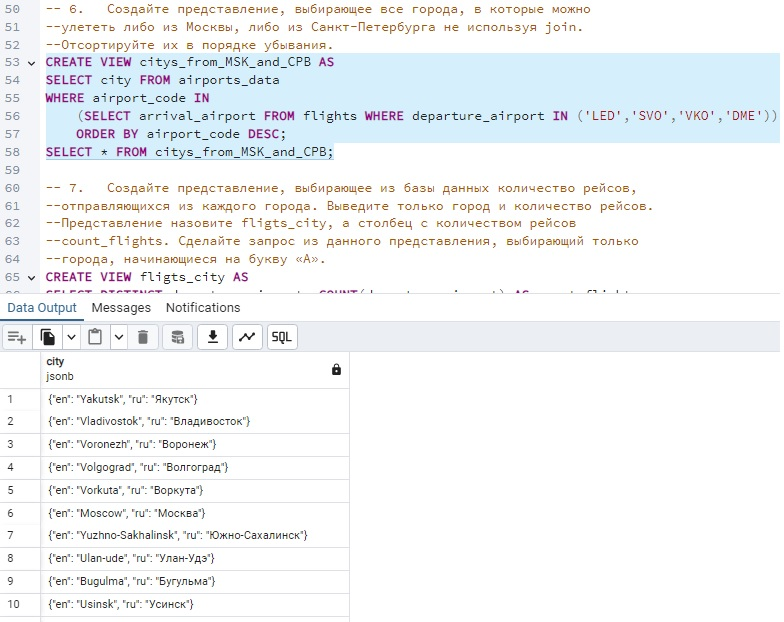 50 -- 6. Создайте представление, выбирающее все города, в которые можно
51 --улететь либо из Москвы, либо из Санкт-Петербурга не используя join.
52 --Отсортируйте их в порядке убывания.
53 CREATE VIEW citys_from_MSK_and_CPB AS
54 SELECT city FROM airports_data
55 WHERE airport_code IN
56 (SELECT arrival_airport FROM flights WHERE departure_airport IN ('LED','SVO','VKO','DME'))
57 ORDER BY airport_code DESC;
58 SELECT * FROM citys_from_MSK_and_CPB;
59
60 -- 7. Создайте представление, выбирающее из базы данных количество рейсов,
61 --отправляющихся из каждого города. Выведите только город и количество рейсов.
62 --Представление назовите fligts_city, а столбец с количеством рейсов
63 --count_flights. Сделайте запрос из данного представления, выбирающий только
64 --города, начинающиеся на букву «А».
65 CREATE VIEW fligts_city AS
Data Output Messages Notifications
SQL
city
jsonb
1 {"en": "Yakutsk", "ru": "Якутск"}
2 {"en": "Vladivostok", "ru": "Владивосток"}
3 {"en": "Voronezh", "ru": "Воронеж"}
4 {"en": "Volgograd", "ru": "Волгоград"}
5 {"en": "Vorkuta", "ru": "Воркута"}
6 {"en": "Moscow", "ru": "Москва"}
7 {"en": "Yuzhno-Sakhalinsk", "ru": "Южно-Сахалинск"}
8 {"en": "Ulan-ude", "ru": "Улан-Удэ"}
9 {"en": "Bugulma", "ru": "Бугульма"}
10 {"en": "Usinsk", "ru": "Усинск"}